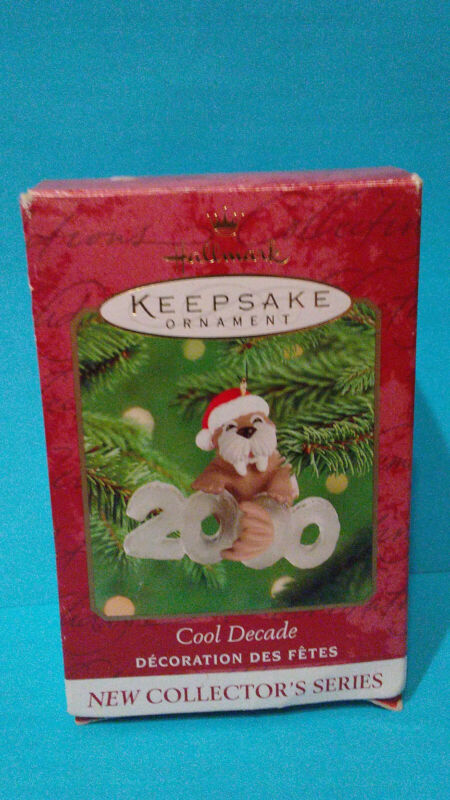 Hallmark
KEEPSAKE
ORNAMENT
2000
Cool Decade
DÉCORATION DES FÊTES
NEW COLLECTOR'S SERIES